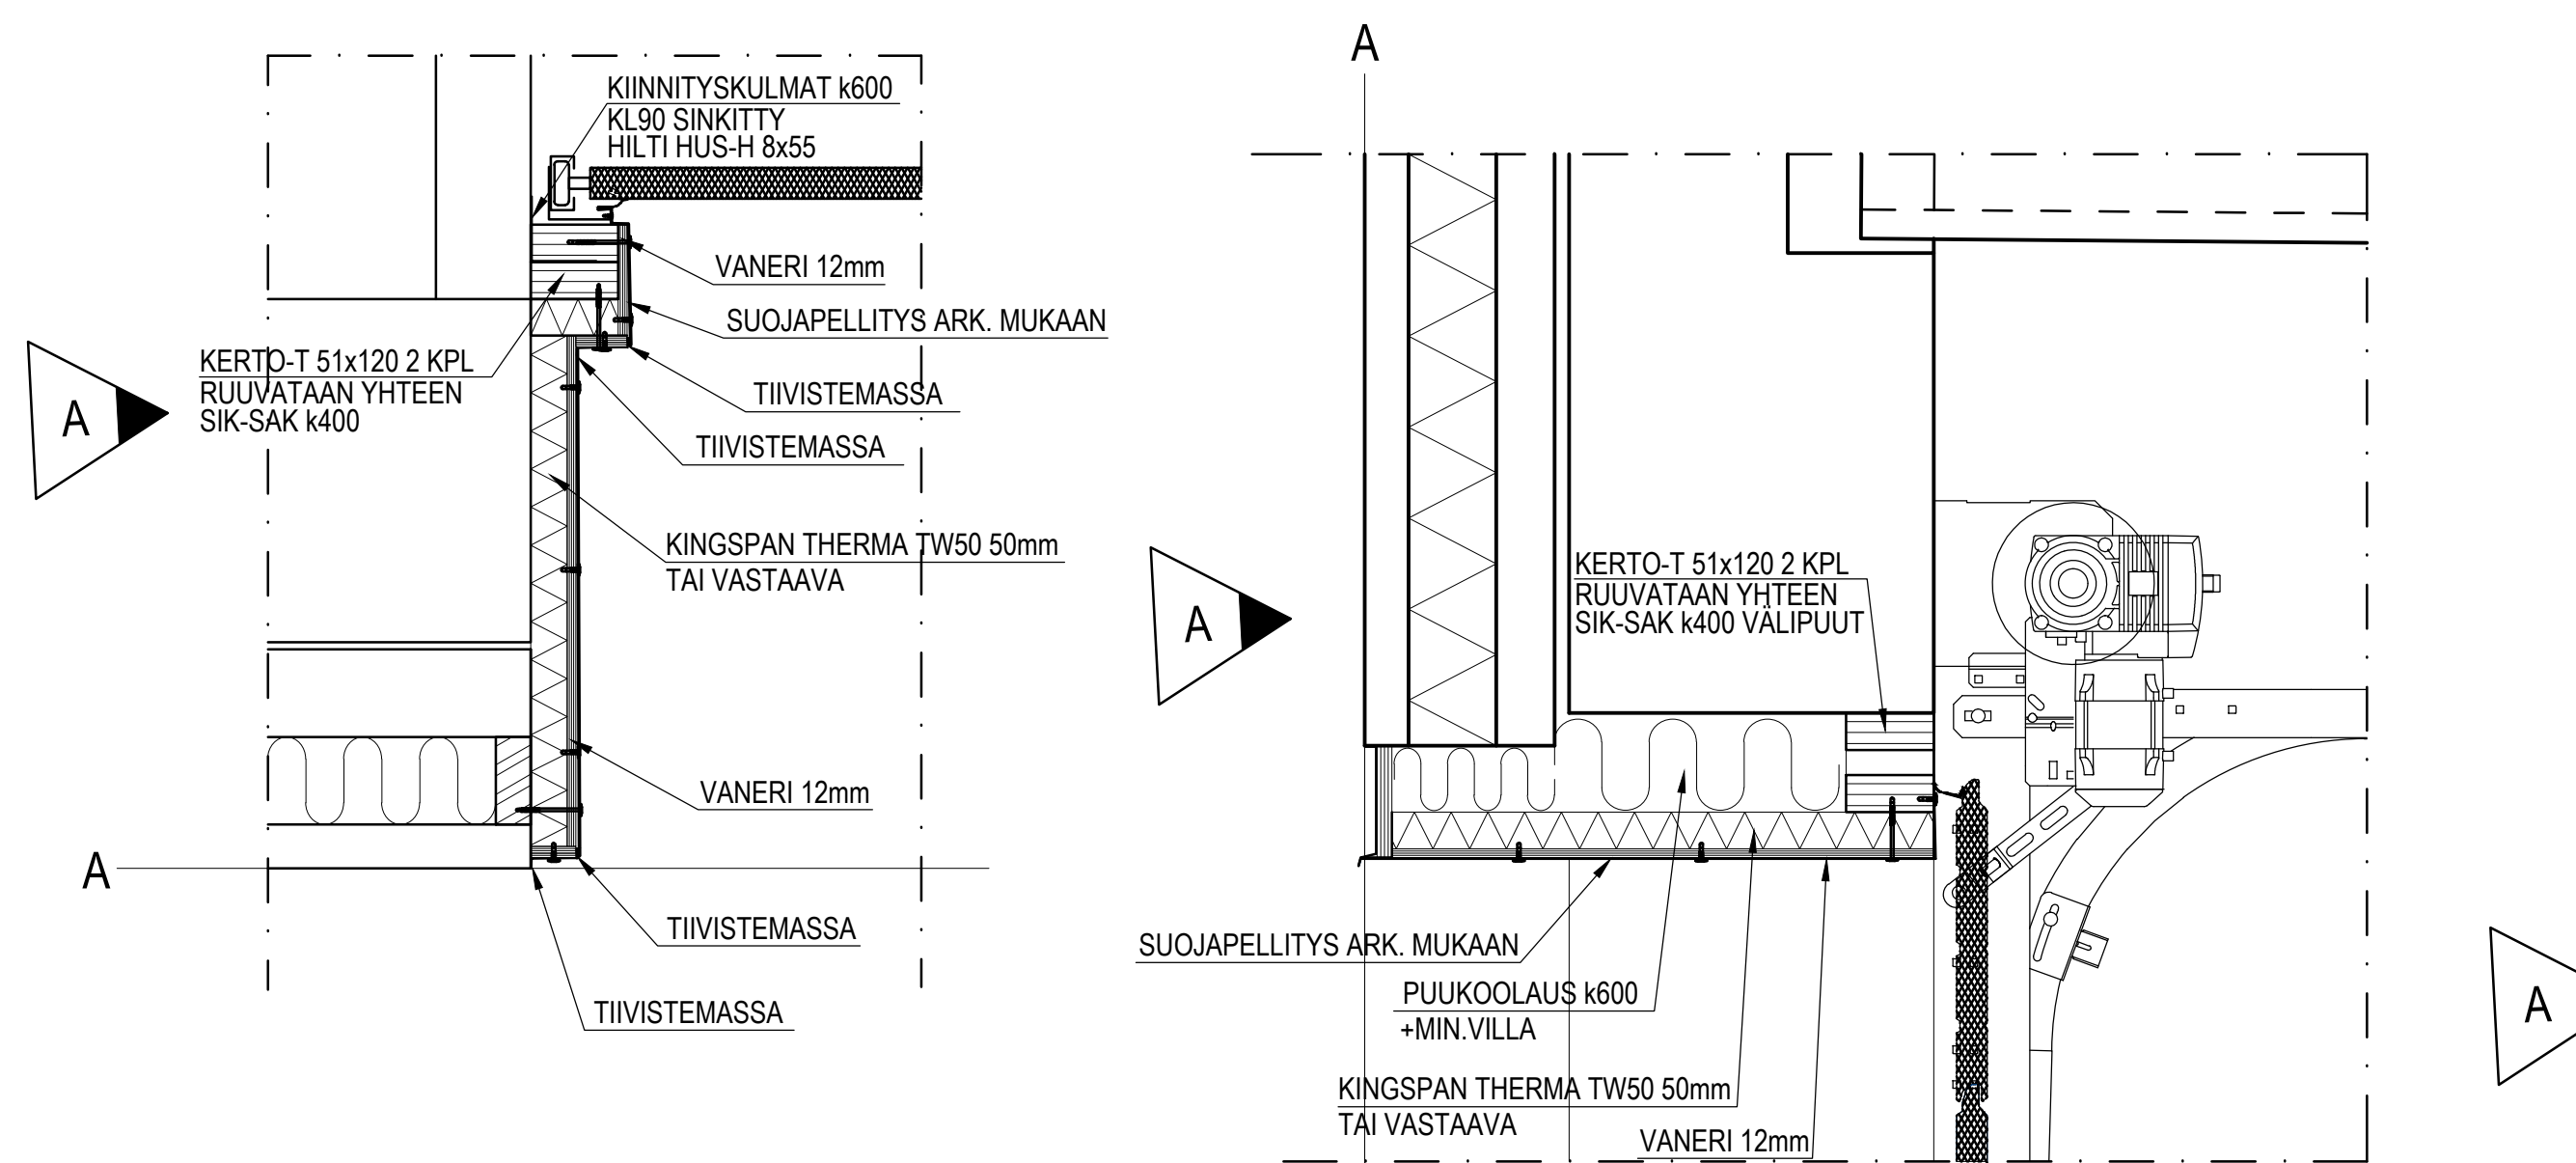 KIINNITYSKULMAT k600
KL90 SINKITTY
HILTI HUS-H 8x55
VANERI 12mm
SUOJAPELLITYS ARK. MUKAAN
A
KERTO-T 51x120 2 KPL
RUUVATAAN YHTEEN
SIK-SAK k400
TIIVISTEMASSA
TIIVISTEMASSA
KINGSPAN THERMA TW50 50mm
TAI VASTAAVA
VANERI 12mm
A
TIIVISTEMASSA
TIIVISTEMASSA
A
A
KERTO-T 51x120 2 KPL
RUUVATAAN YHTEEN
SIK-SAK k400 VÄLIPUUT
SUOJAPELLITYS ARK. MUKAAN
PUUKOOLAUS k600
+MIN.VILLA
KINGSPAN THERMA TW50 50mm
TAI VASTAAVA
VANERI 12mm
A